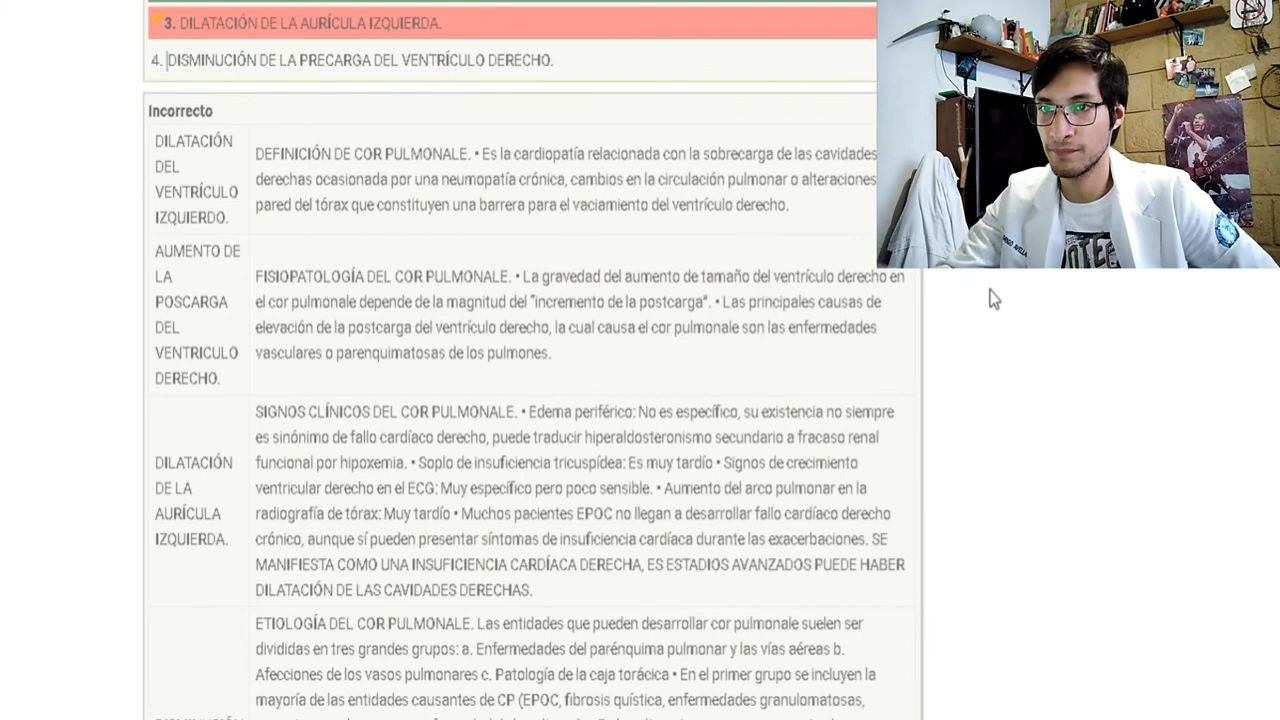 3. DILATACIÓN DE LA AURÍCULA IZQUIERDA.
4. DISMINUCIÓN DE LA PRECARGA DEL VENTRÍCULO DERECHO.
Incorrecto
DILATACIÓN
DEL
VENTRÍCULO
IZQUIERDO.
DEFINICIÓN DE COR PULMONALE. • Es la cardiopatía relacionada con la sobrecarga de las cavidades
derechas ocasionada por una neumopatía crónica, cambios en la circulación pulmonar o alteraciones
pared del tórax que constituyen una barrera para el vaciamiento del ventrículo derecho.
AUMENTO DE
LA
POSCARGA
DEL
VENTRICULO
DERECHO.
FISIOPATOLOGÍA DEL COR PULMONALE. • La gravedad del aumento de tamaño del ventrículo derecho en
el cor pulmonale depende de la magnitud del "incremento de la postcarga". • Las principales causas de
elevación de la postcarga del ventrículo derecho, la cual causa el cor pulmonale son las enfermedades
vasculares o parenquimatosas de los pulmones.
DILATACIÓN
DE LA
AURÍCULA
IZQUIERDA.
SIGNOS CLÍNICOS DEL COR PULMONALE. • Edema periférico: No es específico, su existencia no siempre
es sinónimo de fallo cardíaco derecho, puede traducir hiperaldosteronismo secundario a fracaso renal
funcional por hipoxemia. • Soplo de insuficiencia tricuspídea: Es muy tardío • Signos de crecimiento
ventricular derecho en el ECG: Muy específico pero poco sensible. • Aumento del arco pulmonar en la
radiografía de tórax: Muy tardío • Muchos pacientes EPOC no llegan a desarrollar fallo cardíaco derecho
crónico, aunque sí pueden presentar síntomas de insuficiencia cardíaca durante las exacerbaciones. SE
MANIFIESTA COMO UNA INSUFICIENCIA CARDÍACA DERECHA, ES ESTADIOS AVANZADOS PUEDE HABER
DILATACIÓN DE LAS CAVIDADES DERECHAS.
ETIOLOGÍA DEL COR PULMONALE. Las entidades que pueden desarrollar cor pulmonale suelen ser
divididas en tres grandes grupos: a. Enfermedades del parénquima pulmonar y las vías aéreas b.
Afecciones de los vasos pulmonares c. Patología de la caja torácica • En el primer grupo se incluyen la
mayoría de las entidades causantes de CP (EPOC, fibrosis quística, enfermedades granulomatosas,